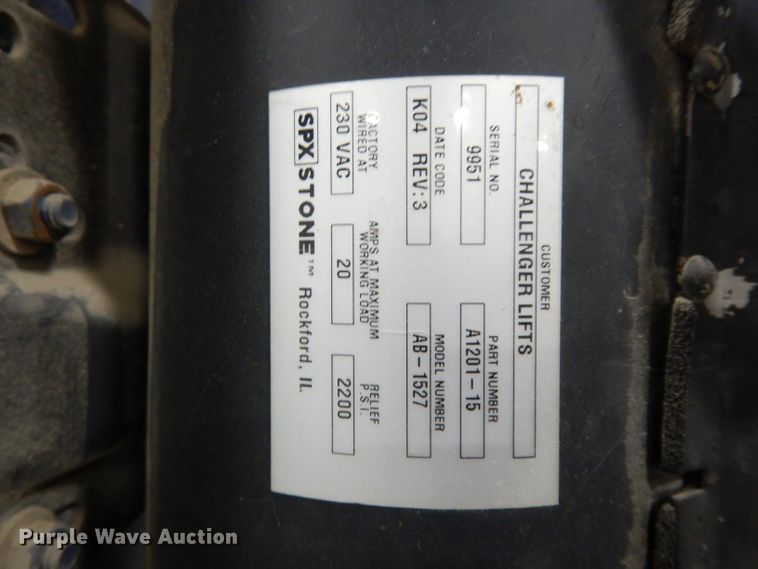 CUSTOMER
CHALLENGER LIFTS
SERIAL NO. PART NUMBER
9951 A1201-15
DATE CODE MODEL NUMBER
K04 REV:3 AB-1527
FACTORY WIRED AT AMPS AT MAXIMUM WORKING LOAD RELIEF P.S.I.
230 VAC 20 2200
SPX STONE™ Rockford, IL.
Purple Wave Auction